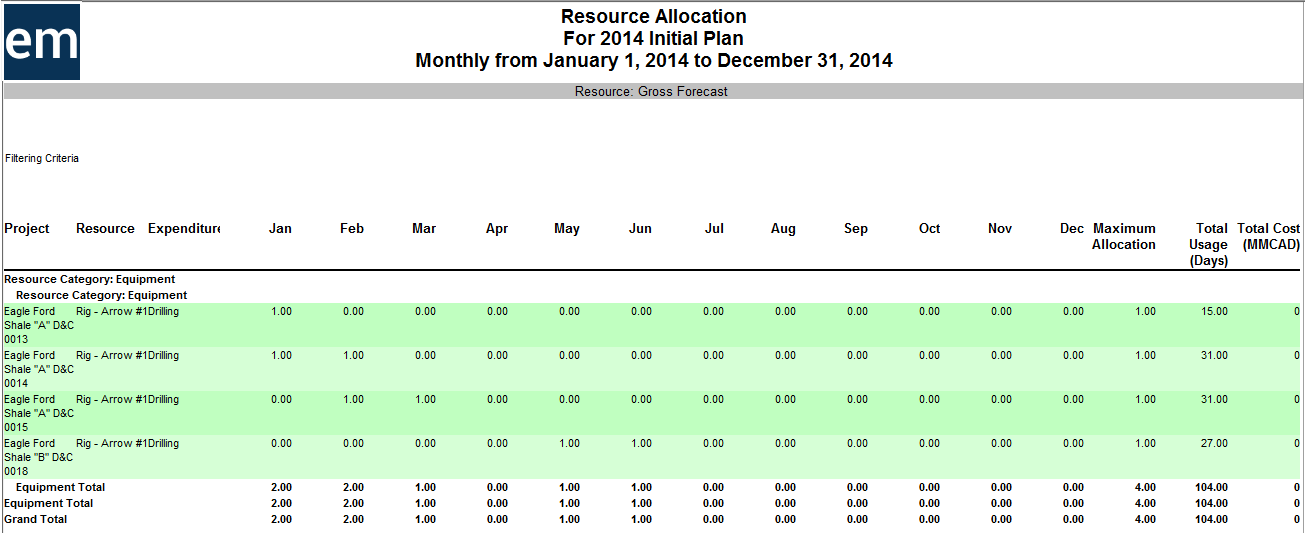 em
Resource Allocation
For 2014 Initial Plan
Monthly from January 1, 2014 to December 31, 2014
Resource: Gross Forecast
Filtering Criteria
Project Resource Expenditure Jan Feb Mar Apr May Jun Jul Aug Sep Oct Nov Dec Maximum Total Total Cost
Allocation Usage (MMCAD)
(Days)
Resource Category: Equipment
Resource Category: Equipment
Eagle Ford Rig - Arrow #1Drilling 1.00 0.00 0.00 0.00 0.00 0.00 0.00 0.00 0.00 0.00 0.00 0.00 1.00 15.00 0
Shale "A" D&C
0013
Eagle Ford Rig - Arrow #1Drilling 1.00 1.00 0.00 0.00 0.00 0.00 0.00 0.00 0.00 0.00 0.00 0.00 1.00 31.00 0
Shale "A" D&C
0014
Eagle Ford Rig - Arrow #1Drilling 0.00 1.00 1.00 0.00 0.00 0.00 0.00 0.00 0.00 0.00 0.00 0.00 1.00 31.00 0
Shale "A" D&C
0015
Eagle Ford Rig - Arrow #1Drilling 0.00 0.00 0.00 0.00 1.00 1.00 0.00 0.00 0.00 0.00 0.00 0.00 1.00 27.00 0
Shale "B" D&C
0018
Equipment Total 2.00 2.00 1.00 0.00 1.00 1.00 0.00 0.00 0.00 0.00 0.00 0.00 4.00 104.00 0
Equipment Total 2.00 2.00 1.00 0.00 1.00 1.00 0.00 0.00 0.00 0.00 0.00 0.00 4.00 104.00 0
Grand Total 2.00 2.00 1.00 0.00 1.00 1.00 0.00 0.00 0.00 0.00 0.00 0.00 4.00 104.00 0